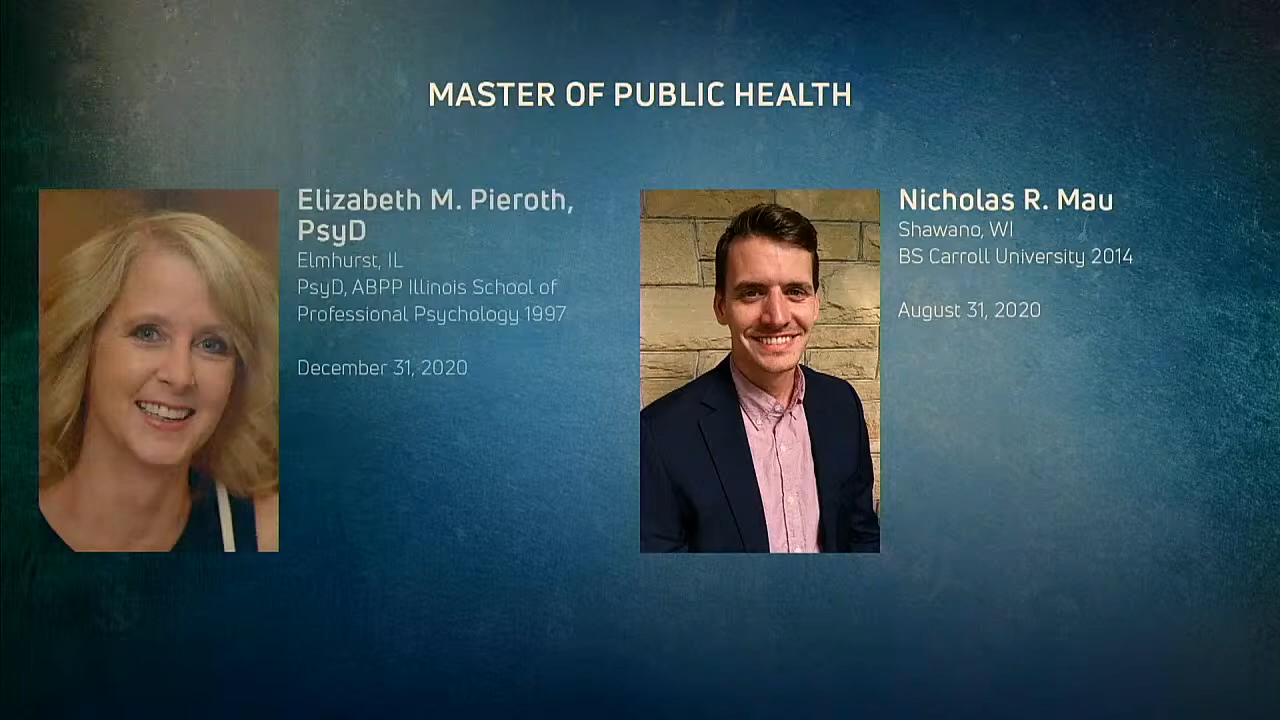 MASTER OF PUBLIC HEALTH
Elizabeth M. Pieroth,
PsyD
Elmhurst, IL
PsyD, ABPP Illinois School of
Professional Psychology 1997
December 31, 2020
Nicholas R. Mau
Shawano, WI
BS Carroll University 2014
August 31, 2020